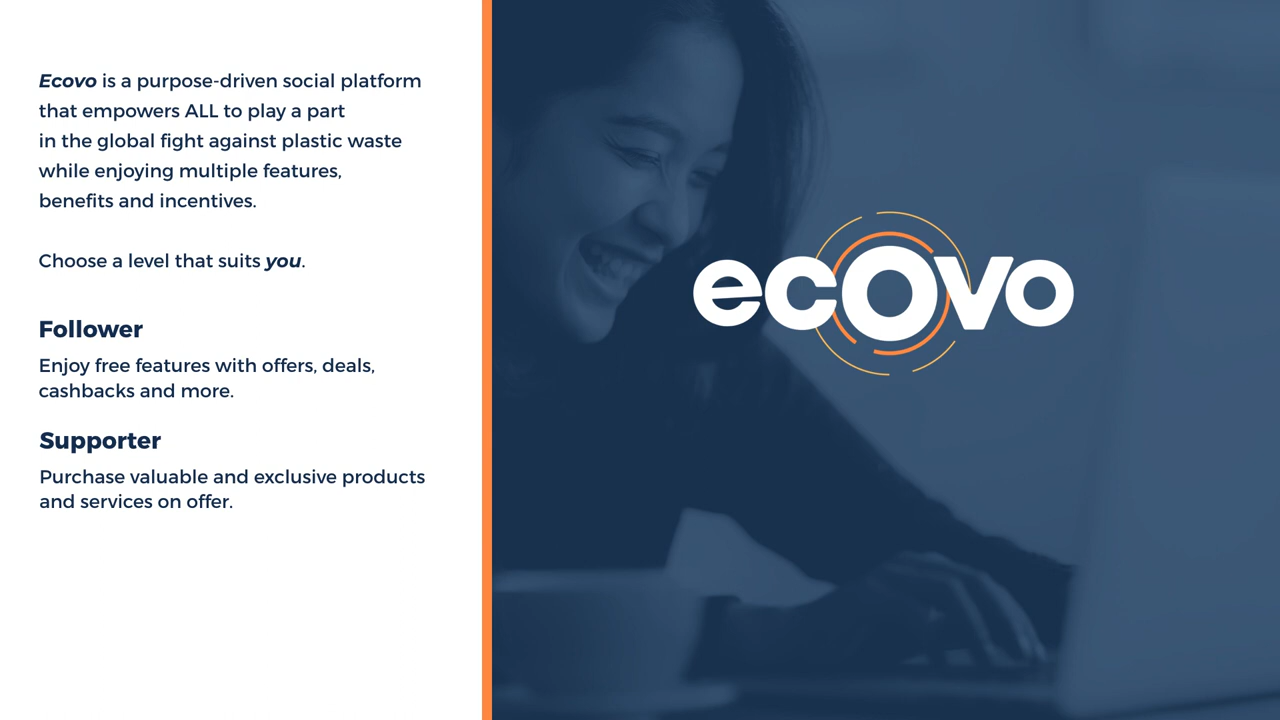 Ecovo is a purpose-driven social platform
that empowers ALL to play a part
in the global fight against plastic waste
while enjoying multiple features,
benefits and incentives.
Choose a level that suits you.
Follower
Enjoy free features with offers, deals,
cashbacks and more.
Supporter
Purchase valuable and exclusive products
and services on offer.
ecovo